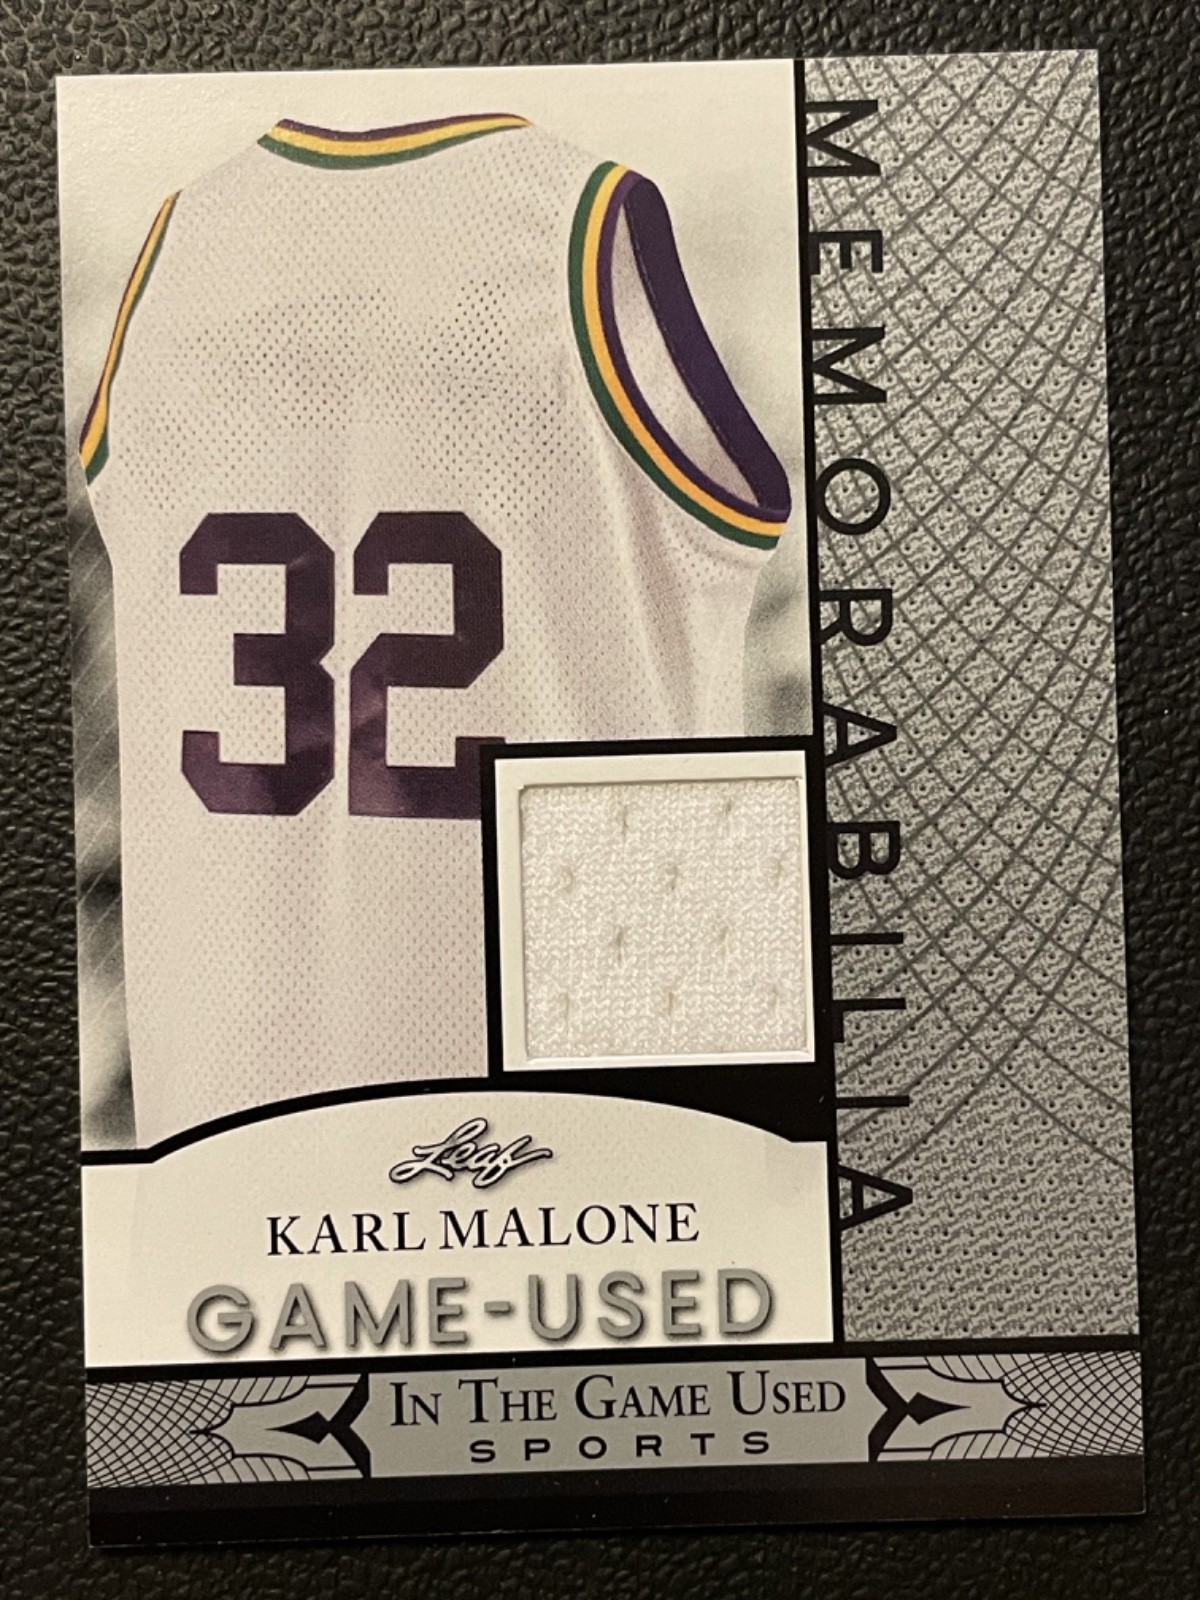 32
MEMORABILIA
Leaf
KARL MALONE
GAME-USED
IN THE GAME USED
SPORTS